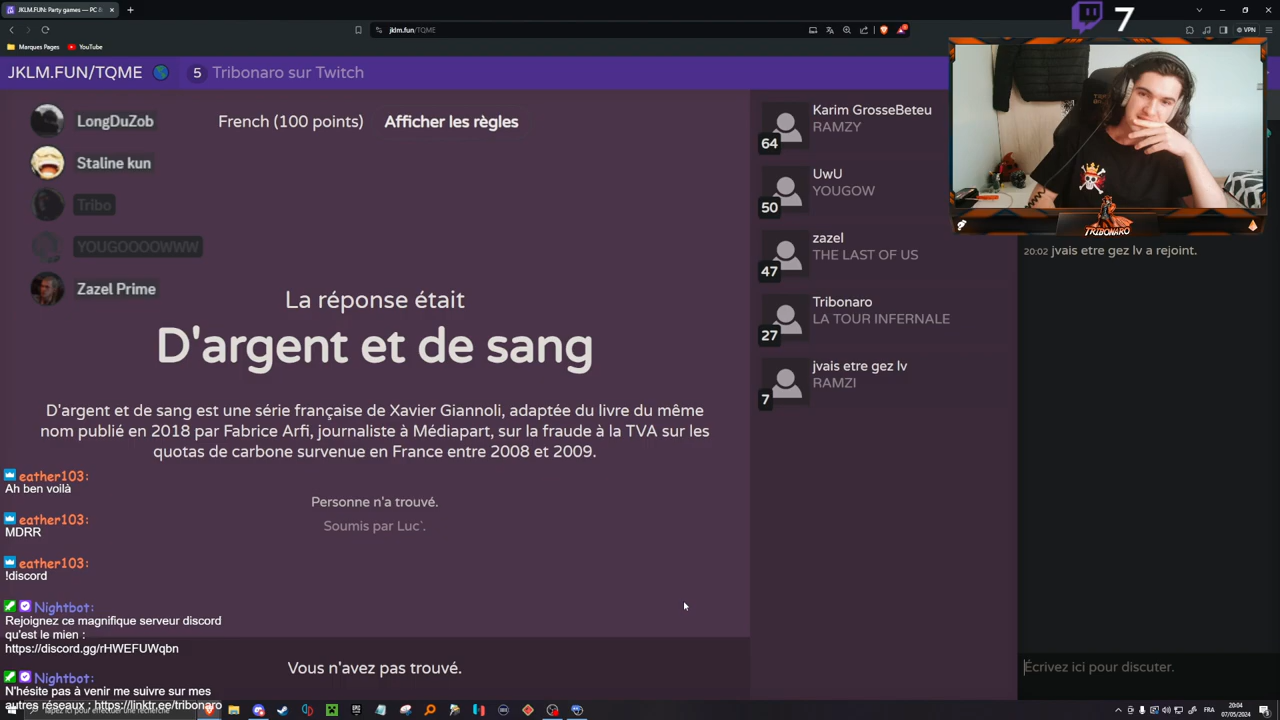 JKLM.FUN: Party games — PC &
jklm.fun/TQME
VPN
Marques Pages
YouTube
7
JKLM.FUN/TQME
5 Tribonaro sur Twitch
LongDuZob
Staline kun
Tribo
YOUGOOOOWWW
Zazel Prime
French (100 points)
Afficher les règles
La réponse était
D'argent et de sang
D'argent et de sang est une série française de Xavier Giannoli, adaptée du livre du même
nom publié en 2018 par Fabrice Arfi, journaliste à Médiapart, sur la fraude à la TVA sur les
quotas de carbone survenue en France entre 2008 et 2009.
Personne n'a trouvé.
Soumis par Luc`.
Vous n'avez pas trouvé.
64 Karim GrosseBeteu
RAMZY
50 UwU
YOUGOW
47 zazel
THE LAST OF US
27 Tribonaro
LA TOUR INFERNALE
7 jvais etre gez lv
RAMZI
TRIBONARO
20:02 jvais etre gez lv a rejoint.
Écrivez ici pour discuter.
eather103:
Ah ben voilà
eather103:
MDRR
eather103:
!discord
Nightbot:
Rejoignez ce magnifique serveur discord
qu'est le mien :
https://discord.gg/rHWEFUWqbn
Nightbot:
N'hésite pas à venir me suivre sur mes
autres réseaux : https://linktr.ee/tribonaro
Tapez ici pour effectuer une recherche
FRA
20:04
07/05/2024